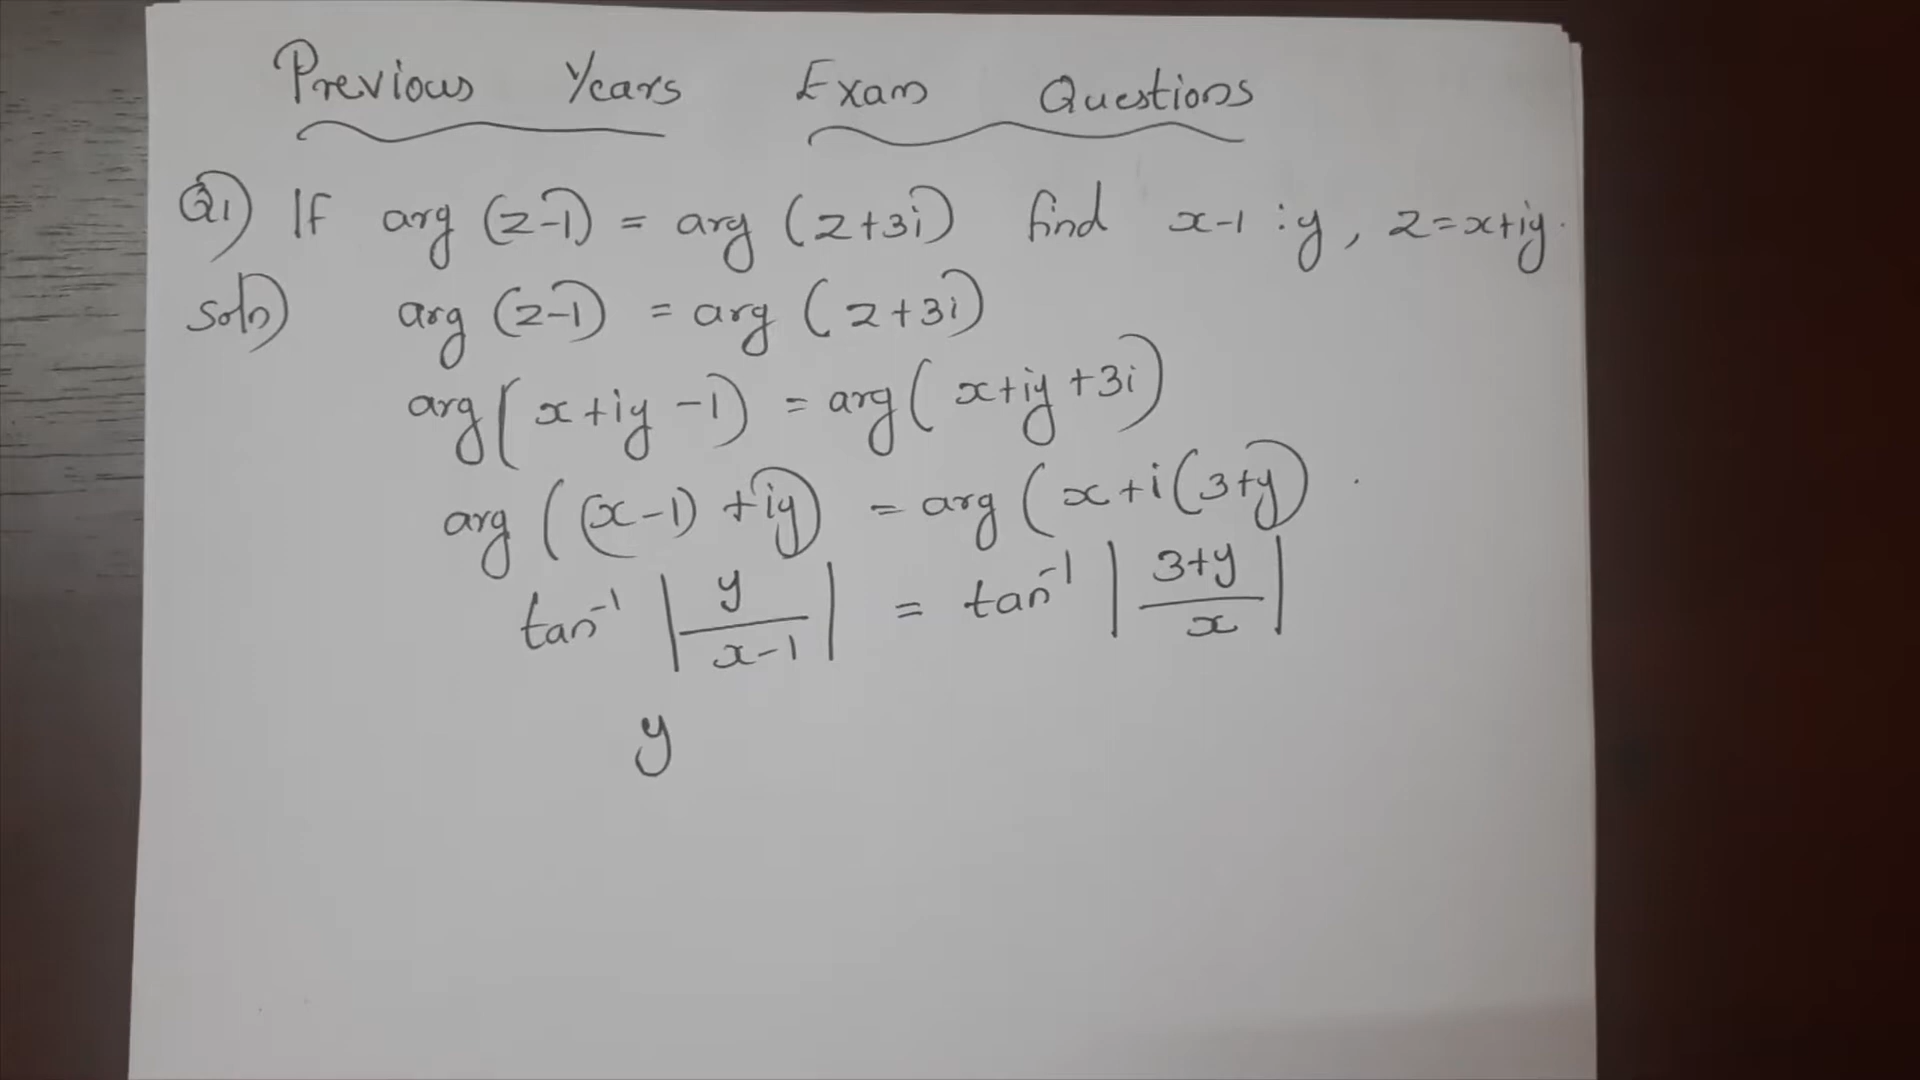 Previous Years Exam Questions
Q1) If arg (z-1) = arg (z+3i) find x-1 : y, z=x+iy.
Soln) arg (z-1) = arg (z+3i)
arg(x+iy-1) = arg(x+iy+3i)
arg((x-1)+iy) = arg(x+i(3+y)
tan⁻¹ |y/(x-1)| = tan⁻¹ |(3+y)/x|
y